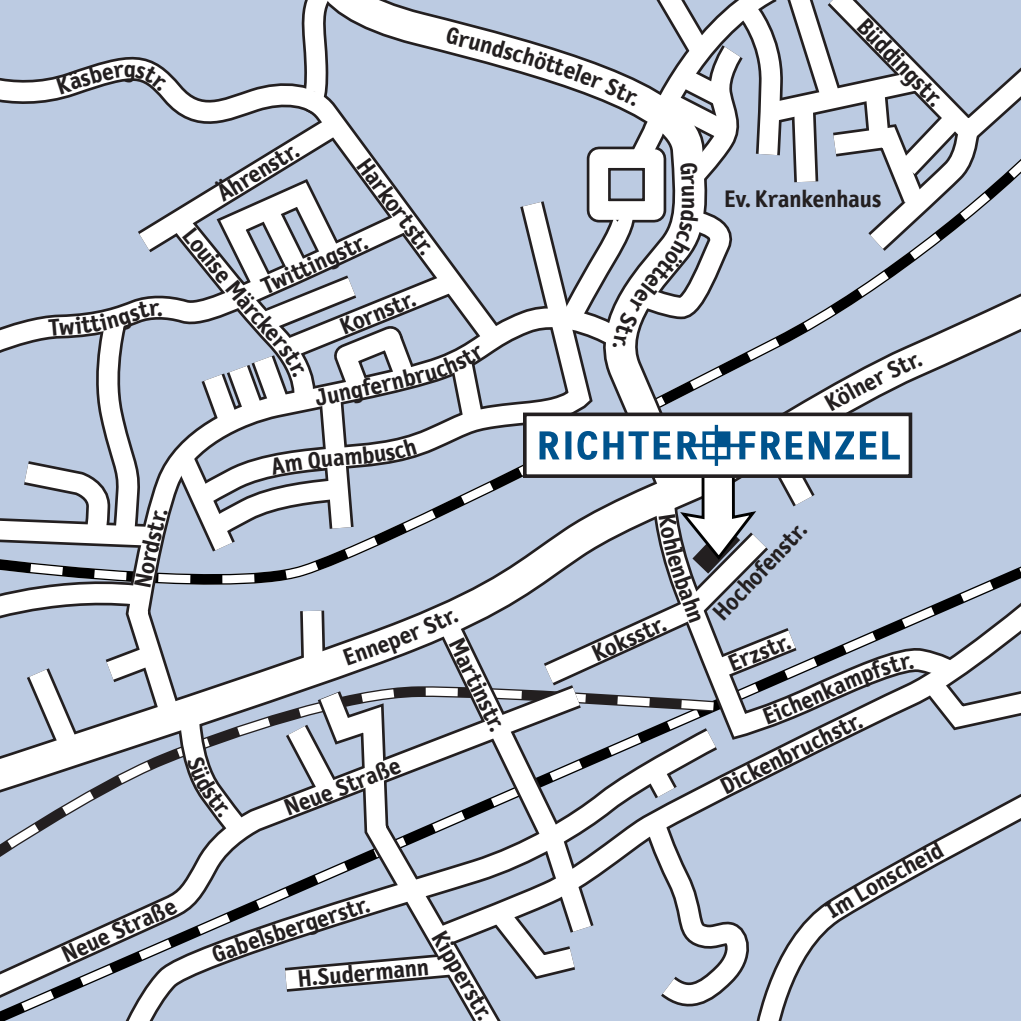 Grundschötteler Str.
Büddingstr.
Käsbergstr.
Ährenstr.
Harkortstr.
Grundschötteler Str.
Ev. Krankenhaus
Louise Märckerstr.
Twittingstr.
Twittingstr.
Kornstr.
Jungfernbruchstr
Kölner Str.
RICHTER FRENZEL
Am Quambusch
Nordstr.
Kohlenbahn
Hochofenstr.
Enneper Str.
Koksstr.
Martinstr.
Erzstr.
Eichenkampfstr.
Dickenbruchstr.
Südstr.
Neue Straße
Im Lonscheid
Neue Straße
Gabelsbergerstr.
H.Sudermann
Kipperstr.